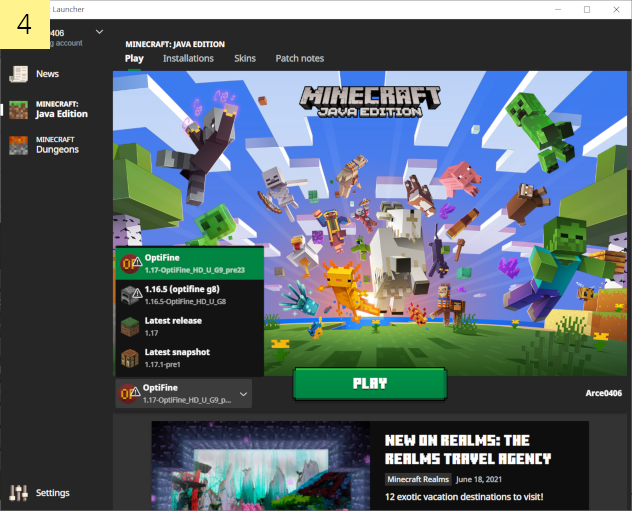 4
Launcher
0406
MINECRAFT: JAVA EDITION
g account
Play Installations Skins Patch notes
News
MINECRAFT:
Java Edition
MINECRAFT
Dungeons
MINECRAFT
JAVA EDITION
OptiFine
1.17-OptiFine_HD_U_G9_pre23
1.16.5 (optifine g8)
1.16.5-OptiFine_HD_U_G8
Latest release
1.17
Latest snapshot
1.17.1-pre1
OptiFine
1.17-OptiFine_HD_U_G9_p...
PLAY
Arce0406
NEW ON REALMS: THE
REALMS TRAVEL AGENCY
Minecraft Realms June 18, 2021
12 exotic vacation destinations to visit!
Settings